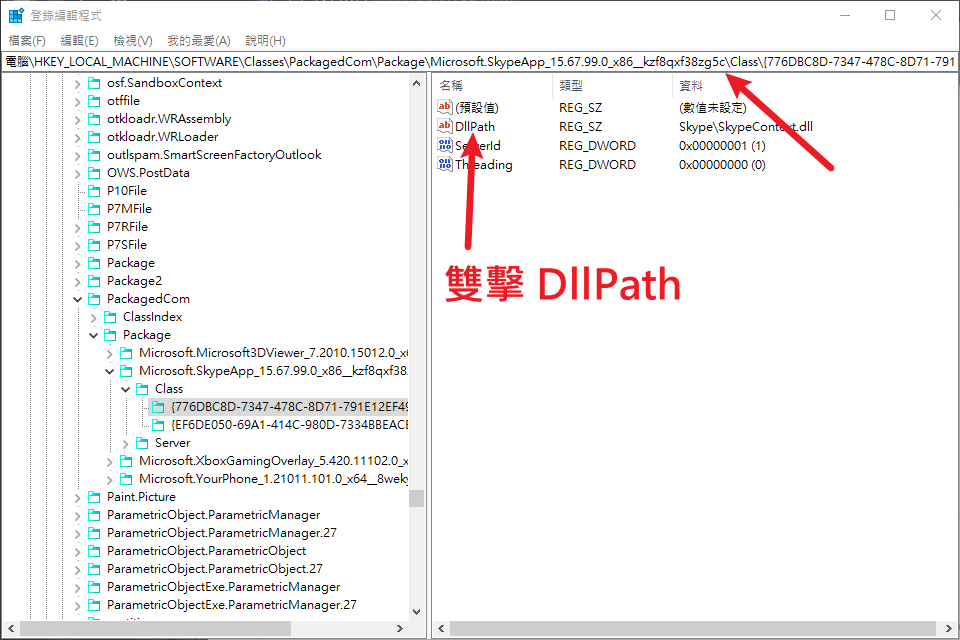 登錄編輯程式
檔案(F) 編輯(E) 檢視(V) 我的最愛(A) 說明(H)
電腦\HKEY_LOCAL_MACHINE\SOFTWARE\Classes\PackagedCom\Package\Microsoft.SkypeApp_15.67.99.0_x86__kzf8qxf38zg5c\Class\{776DBC8D-7347-478C-8D71-791
osf.SandboxContext
otffile
otkloadr.WRAssembly
otkloadr.WRLoader
outlspam.SmartScreenFactoryOutlook
OWS.PostData
P10File
P7MFile
P7RFile
P7SFile
Package
Package2
PackagedCom
ClassIndex
Package
Microsoft.Microsoft3DViewer_7.2010.15012.0_x
Microsoft.SkypeApp_15.67.99.0_x86__kzf8qxf38
Class
{776DBC8D-7347-478C-8D71-791E12EF49
{EF6DE050-69A1-414C-980D-7334BBEACE
Server
Microsoft.XboxGamingOverlay_5.420.11102.0_x
Microsoft.YourPhone_1.21011.101.0_x64__8wek
Paint.Picture
ParametricObject.ParametricManager
ParametricObject.ParametricManager.27
ParametricObject.ParametricObject
ParametricObject.ParametricObject.27
ParametricObjectExe.ParametricManager
ParametricObjectExe.ParametricManager.27
名稱 類型 資料
(預設值) REG_SZ (數值未設定)
DllPath REG_SZ Skype\SkypeContext.dll
ServerId REG_DWORD 0x00000001 (1)
Threading REG_DWORD 0x00000000 (0)
雙擊 DllPath